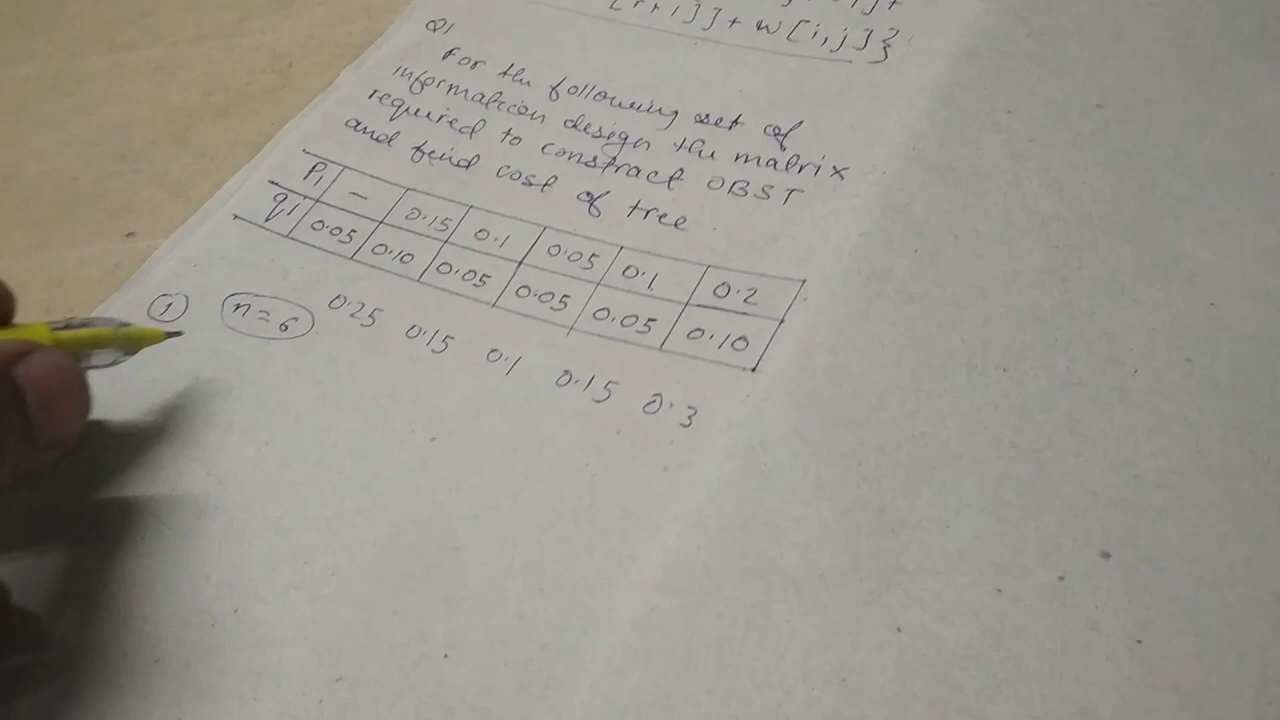 + w[i,j]}
Q1
For the following set of
information design the matrix
required to constract OBST
and find cost of tree
Pi - 0.15 0.1 0.05 0.1 0.2
qi 0.05 0.10 0.05 0.05 0.05 0.10
① n=6 0.25 0.15 0.1 0.15 0.3